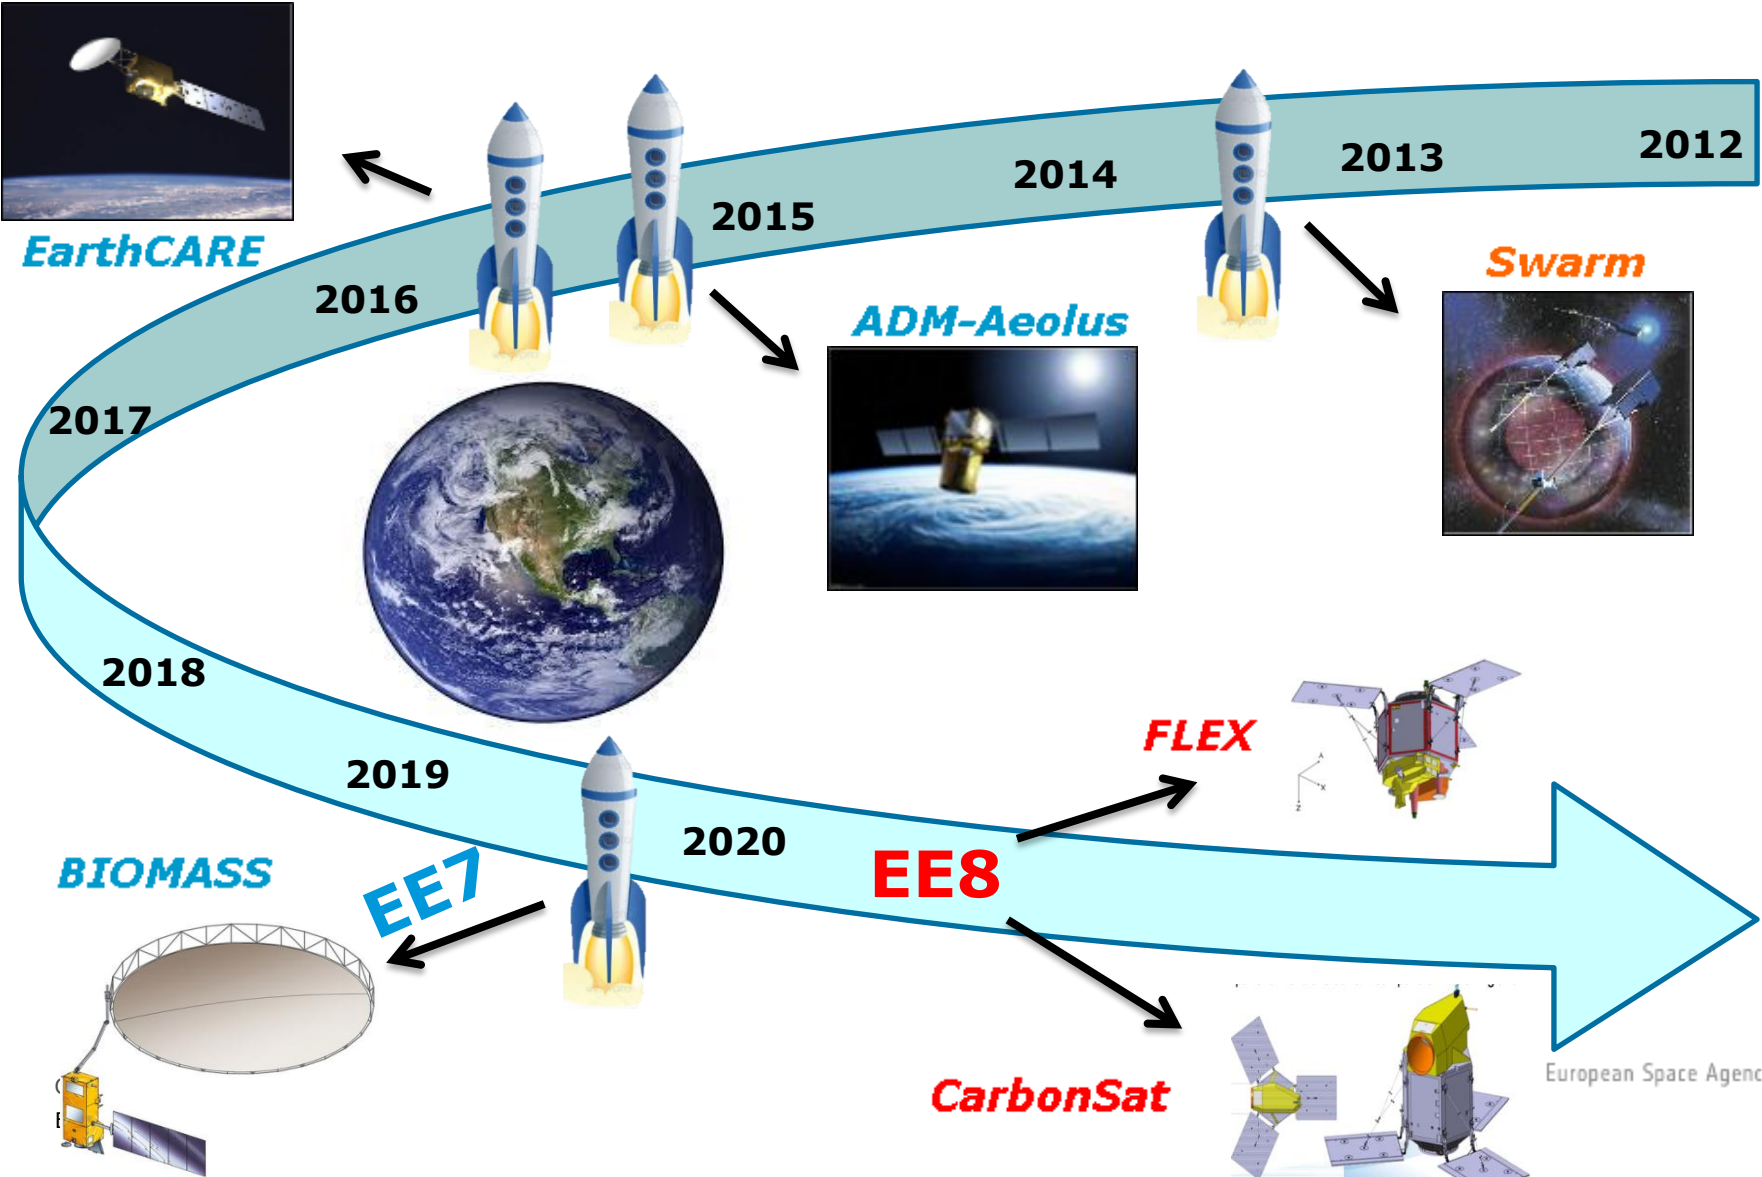 2012
2013
2014
2015
2016
2017
2018
2019
2020
EarthCARE
ADM-Aeolus
Swarm
BIOMASS
EE7
EE8
FLEX
CarbonSat
European Space Agenc